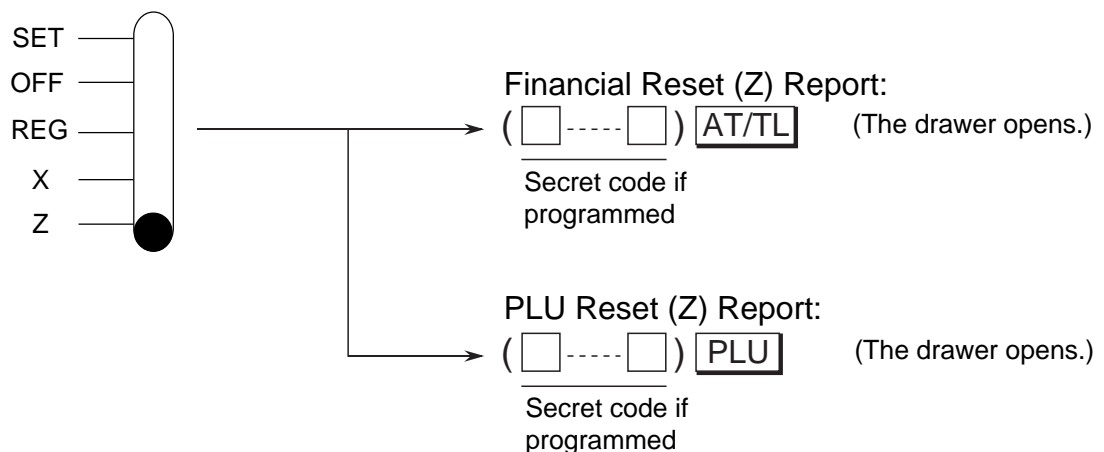 SET
OFF
REG
X
Z
Financial Reset (Z) Report:
( ----- ) AT/TL (The drawer opens.)
Secret code if
programmed
PLU Reset (Z) Report:
( ----- ) PLU (The drawer opens.)
Secret code if
programmed